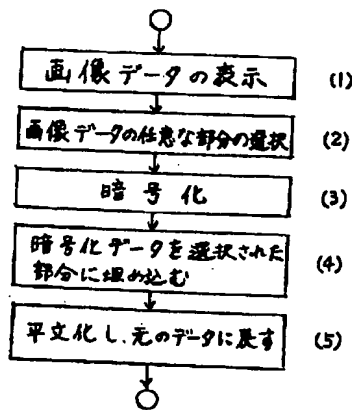 画像データの表示 (1)
画像データの任意な部分の選択 (2)
暗号化 (3)
暗号化データを選択された
部分に埋め込む (4)
平文化し、元のデータに戻す (5)